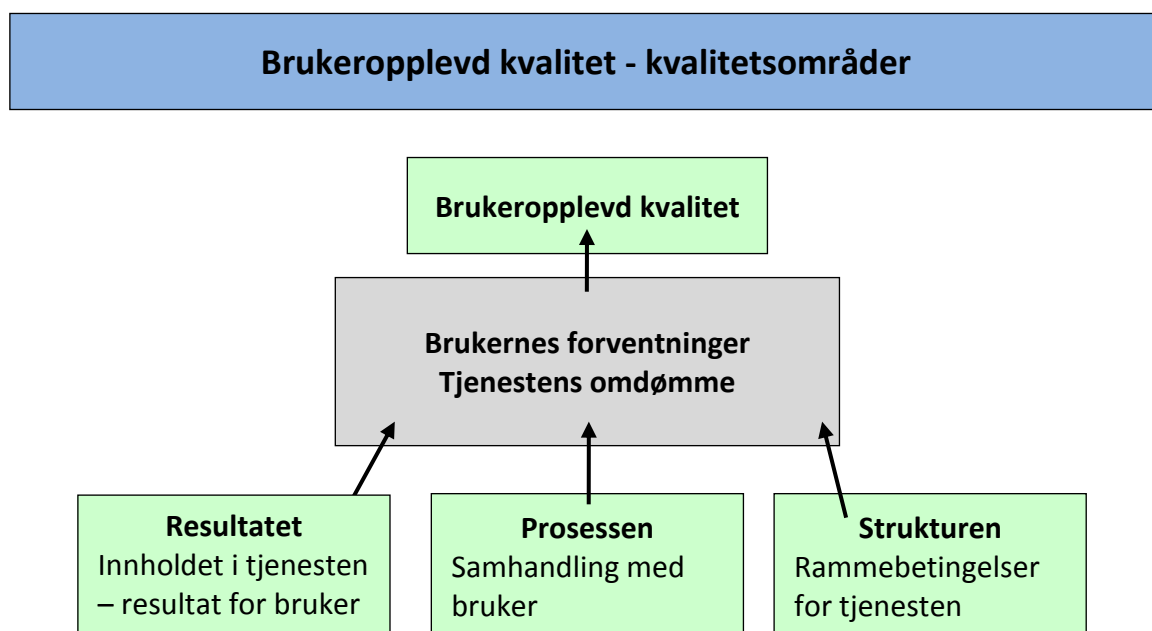 Brukeropplevd kvalitet - kvalitetsområder
Brukeropplevd kvalitet
Brukernes forventninger
Tjenestens omdømme
Resultatet
Innholdet i tjenesten
– resultat for bruker
Prosessen
Samhandling med
bruker
Strukturen
Rammebetingelser
for tjenesten